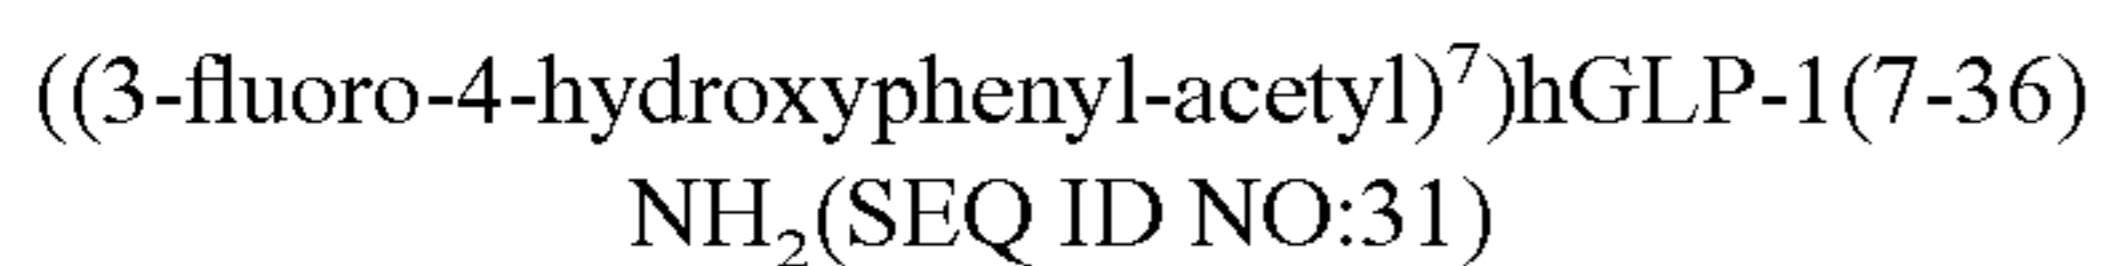 ((3-fluoro-4-hydroxyphenyl-acetyl)⁷)hGLP-1(7-36)
NH₂(SEQ ID NO:31)